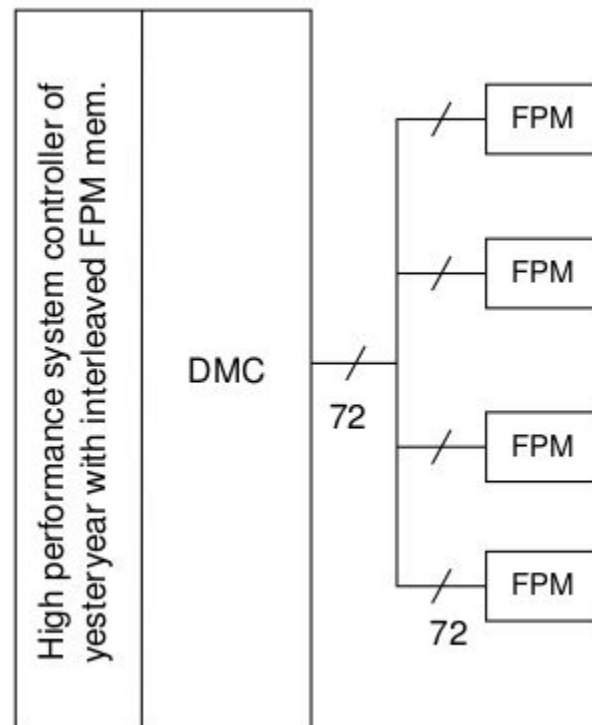 High performance system controller of
yesteryear with interleaved FPM mem.
DMC
72
FPM
FPM
FPM
FPM
72